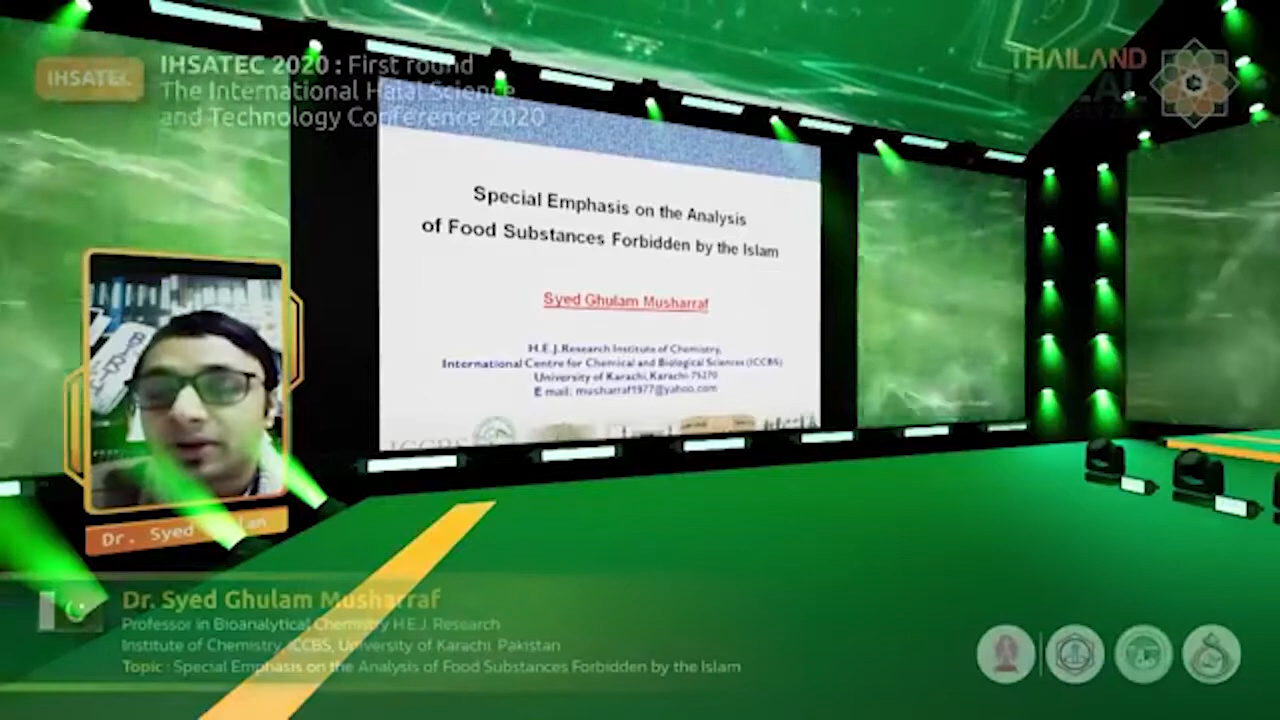 IHSATEC
IHSATEC 2020 : First round
The International Halal Science
and Technology Conference 2020
THAILAND
Special Emphasis on the Analysis
of Food Substances Forbidden by the Islam
Syed Ghulam Musharraf
H.E.J.Research Institute of Chemistry,
International Centre for Chemical and Biological Sciences (ICCBS)
University of Karachi, Karachi-75270
E mail: musharraf1977@yahoo.com
ICCBS
Dr. Syed
Dr. Syed Ghulam Musharraf
Professor in Bioanalytical Chemistry H.E.J. Research
Institute of Chemistry, ICCBS, University of Karachi, Pakistan
Topic : Special Emphasis on the Analysis of Food Substances Forbidden by the Islam